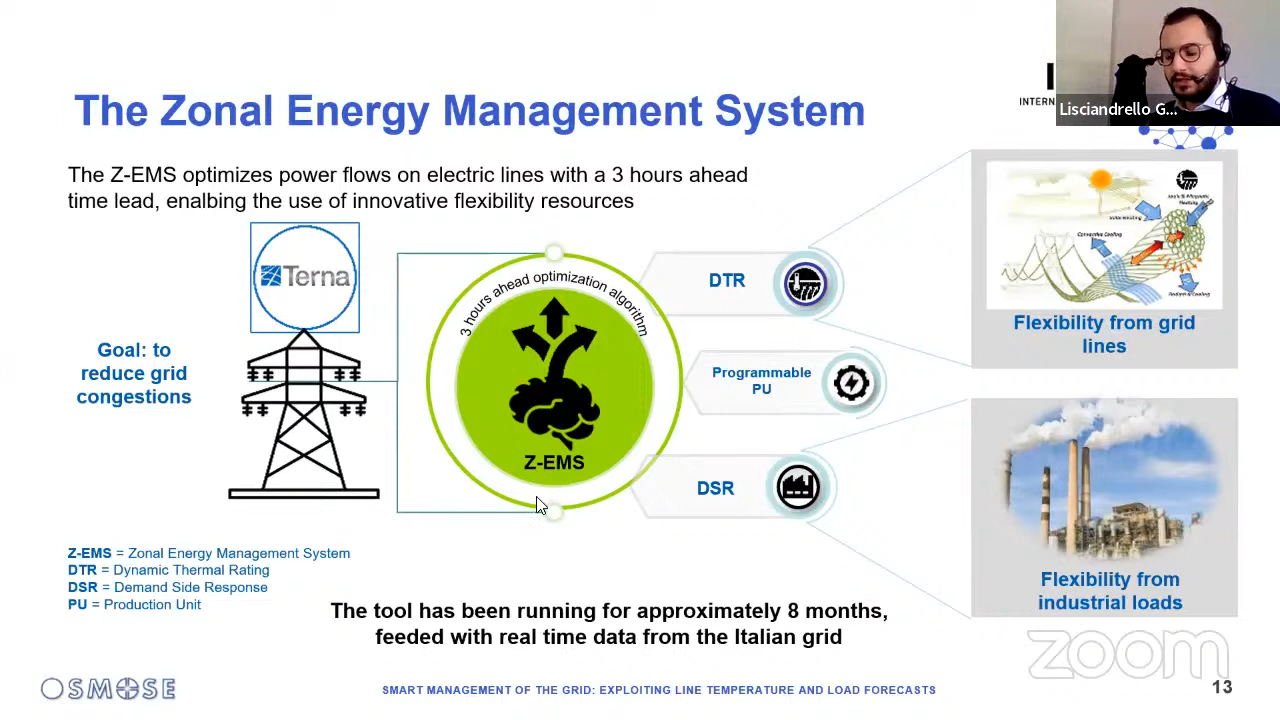 The Zonal Energy Management System
INTERN
Lisciandrello G...
The Z-EMS optimizes power flows on electric lines with a 3 hours ahead
time lead, enalbing the use of innovative flexibility resources
Terna
Goal: to
reduce grid
congestions
3 hours ahead optimization algorithm
Z-EMS
DTR
Programmable
PU
DSR
Convective Cooling
Flexibility from grid
lines
Flexibility from
industrial loads
Z-EMS = Zonal Energy Management System
DTR = Dynamic Thermal Rating
DSR = Demand Side Response
PU = Production Unit
The tool has been running for approximately 8 months,
feeded with real time data from the Italian grid
zoom
OSMOSE
SMART MANAGEMENT OF THE GRID: EXPLOITING LINE TEMPERATURE AND LOAD FORECASTS
13